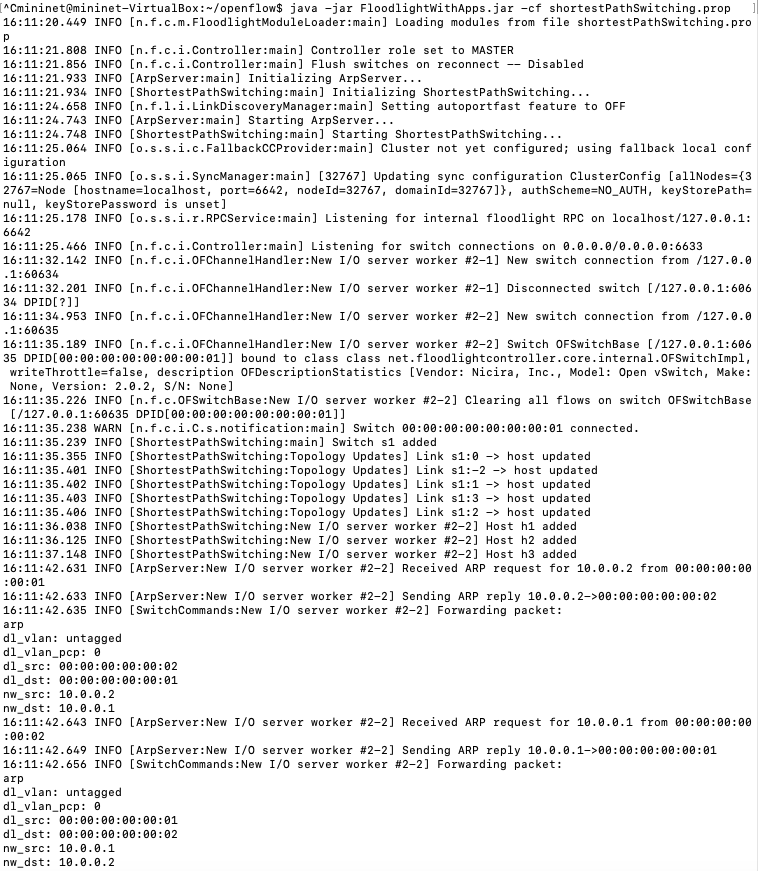 [^Cmininet@mininet-VirtualBox:~/openflow$ java -jar FloodlightWithApps.jar -cf shortestPathSwitching.prop ]
16:11:20.449 INFO [n.f.c.m.FloodlightModuleLoader:main] Loading modules from file shortestPathSwitching.pro
p
16:11:21.808 INFO [n.f.c.i.Controller:main] Controller role set to MASTER
16:11:21.856 INFO [n.f.c.i.Controller:main] Flush switches on reconnect -- Disabled
16:11:21.933 INFO [ArpServer:main] Initializing ArpServer...
16:11:21.934 INFO [ShortestPathSwitching:main] Initializing ShortestPathSwitching...
16:11:24.658 INFO [n.f.l.i.LinkDiscoveryManager:main] Setting autoportfast feature to OFF
16:11:24.743 INFO [ArpServer:main] Starting ArpServer...
16:11:24.748 INFO [ShortestPathSwitching:main] Starting ShortestPathSwitching...
16:11:25.064 INFO [o.s.s.i.c.FallbackCCProvider:main] Cluster not yet configured; using fallback local conf
iguration
16:11:25.065 INFO [o.s.s.i.SyncManager:main] [32767] Updating sync configuration ClusterConfig [allNodes={3
2767=Node [hostname=localhost, port=6642, nodeId=32767, domainId=32767]}, authScheme=NO_AUTH, keyStorePath=
null, keyStorePassword is unset]
16:11:25.178 INFO [o.s.s.i.r.RPCService:main] Listening for internal floodlight RPC on localhost/127.0.0.1:
6642
16:11:25.466 INFO [n.f.c.i.Controller:main] Listening for switch connections on 0.0.0.0/0.0.0.0:6633
16:11:32.142 INFO [n.f.c.i.OFChannelHandler:New I/O server worker #2-1] New switch connection from /127.0.0
.1:60634
16:11:32.201 INFO [n.f.c.i.OFChannelHandler:New I/O server worker #2-1] Disconnected switch [/127.0.0.1:606
34 DPID[?]]
16:11:34.953 INFO [n.f.c.i.OFChannelHandler:New I/O server worker #2-2] New switch connection from /127.0.0
.1:60635
16:11:35.189 INFO [n.f.c.i.OFChannelHandler:New I/O server worker #2-2] Switch OFSwitchBase [/127.0.0.1:606
35 DPID[00:00:00:00:00:00:00:01]] bound to class class net.floodlightcontroller.core.internal.OFSwitchImpl,
 writeThrottle=false, description OFDescriptionStatistics [Vendor: Nicira, Inc., Model: Open vSwitch, Make:
None, Version: 2.0.2, S/N: None]
16:11:35.226 INFO [n.f.c.OFSwitchBase:New I/O server worker #2-2] Clearing all flows on switch OFSwitchBase
 [/127.0.0.1:60635 DPID[00:00:00:00:00:00:00:01]]
16:11:35.238 WARN [n.f.c.i.C.s.notification:main] Switch 00:00:00:00:00:00:00:01 connected.
16:11:35.239 INFO [ShortestPathSwitching:main] Switch s1 added
16:11:35.355 INFO [ShortestPathSwitching:Topology Updates] Link s1:0 -> host updated
16:11:35.401 INFO [ShortestPathSwitching:Topology Updates] Link s1:-2 -> host updated
16:11:35.402 INFO [ShortestPathSwitching:Topology Updates] Link s1:1 -> host updated
16:11:35.403 INFO [ShortestPathSwitching:Topology Updates] Link s1:3 -> host updated
16:11:35.406 INFO [ShortestPathSwitching:Topology Updates] Link s1:2 -> host updated
16:11:36.038 INFO [ShortestPathSwitching:New I/O server worker #2-2] Host h1 added
16:11:36.125 INFO [ShortestPathSwitching:New I/O server worker #2-2] Host h2 added
16:11:37.148 INFO [ShortestPathSwitching:New I/O server worker #2-2] Host h3 added
16:11:42.631 INFO [ArpServer:New I/O server worker #2-2] Received ARP request for 10.0.0.2 from 00:00:00:00
:00:01
16:11:42.633 INFO [ArpServer:New I/O server worker #2-2] Sending ARP reply 10.0.0.2->00:00:00:00:00:02
16:11:42.635 INFO [SwitchCommands:New I/O server worker #2-2] Forwarding packet:
arp
dl_vlan: untagged
dl_vlan_pcp: 0
dl_src: 00:00:00:00:00:02
dl_dst: 00:00:00:00:00:01
nw_src: 10.0.0.2
nw_dst: 10.0.0.1
16:11:42.643 INFO [ArpServer:New I/O server worker #2-2] Received ARP request for 10.0.0.1 from 00:00:00:00
:00:02
16:11:42.649 INFO [ArpServer:New I/O server worker #2-2] Sending ARP reply 10.0.0.1->00:00:00:00:00:01
16:11:42.656 INFO [SwitchCommands:New I/O server worker #2-2] Forwarding packet:
arp
dl_vlan: untagged
dl_vlan_pcp: 0
dl_src: 00:00:00:00:00:01
dl_dst: 00:00:00:00:00:02
nw_src: 10.0.0.1
nw_dst: 10.0.0.2